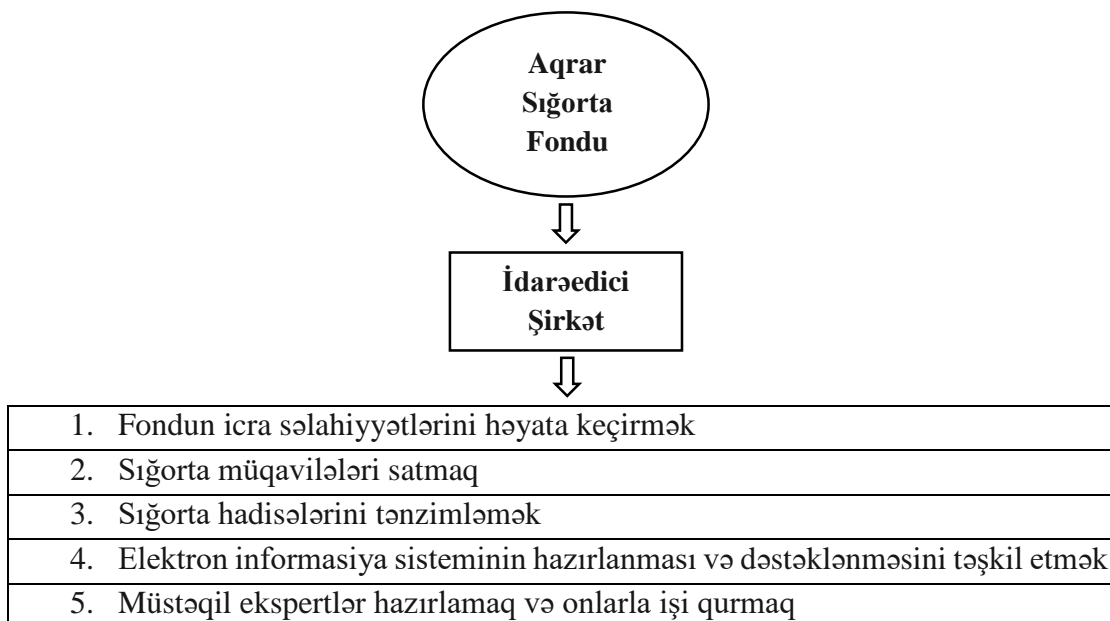 Aqrar
Sığorta
Fondu
İdarəedici
Şirkət
1. Fondun icra səlahiyyətlərini həyata keçirmək
2. Sığorta müqavilələri satmaq
3. Sığorta hadisələrini tənzimləmək
4. Elektron informasiya sisteminin hazırlanması və dəstəklənməsini təşkil etmək
5. Müstəqil ekspertlər hazırlamaq və onlarla işi qurmaq